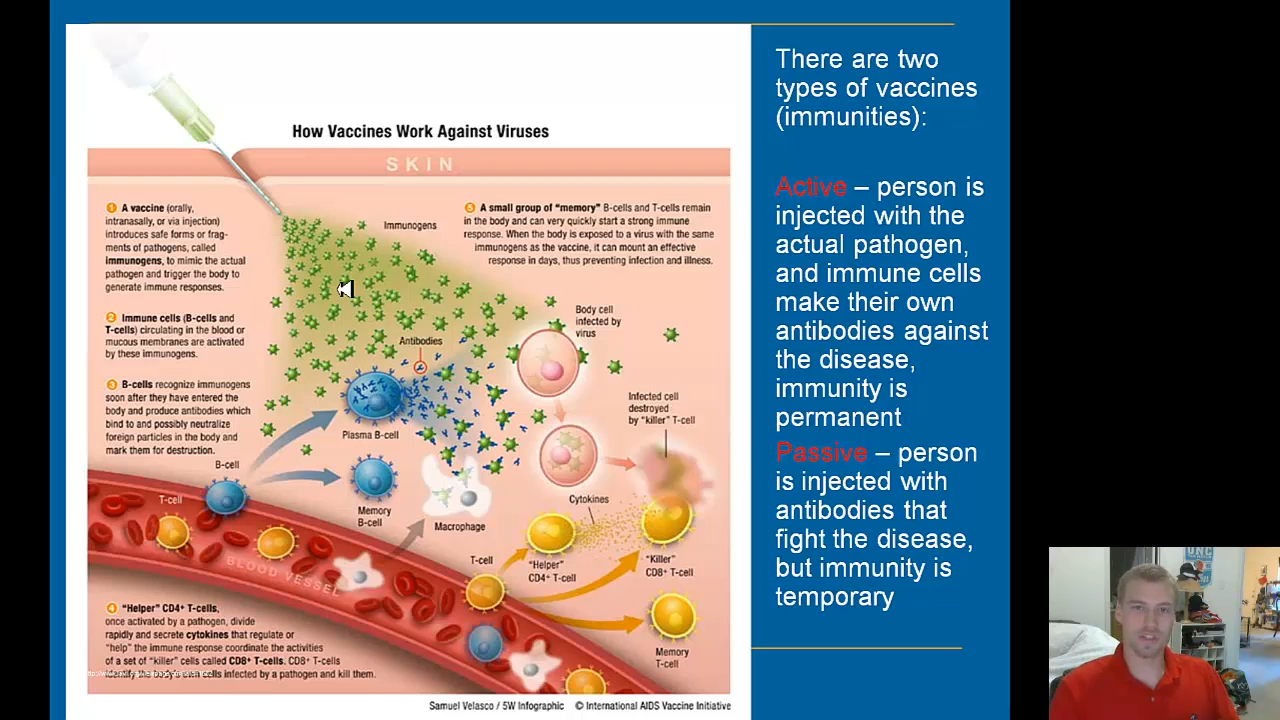 How Vaccines Work Against Viruses
SKIN
1 A vaccine (orally,
intranasally, or via injection)
introduces safe forms or frag-
ments of pathogens, called
immunogens, to mimic the actual
pathogen and trigger the body to
generate immune responses.
2 Immune cells (B-cells and
T-cells) circulating in the blood or
mucous membranes are activated
by these immunogens.
3 B-cells recognize immunogens
soon after they have entered the
body and produce antibodies which
bind to and possibly neutralize
foreign particles in the body and
mark them for destruction.
Immunogens
5 A small group of "memory" B-cells and T-cells remain
in the body and can very quickly start a strong immune
response. When the body is exposed to a virus with the same
immunogens as the vaccine, it can mount an effective
response in days, thus preventing infection and illness.
Body cell
infected by
virus
Antibodies
Infected cell
destroyed
by "killer" T-cell
Plasma B-cell
B-cell
T-cell
Memory
B-cell
Macrophage
Cytokines
T-cell
"Helper"
CD4+ T-cell
"Killer"
CD8+ T-cell
BLOOD VESSEL
Memory
T-cell
4 "Helper" CD4+ T-cells,
once activated by a pathogen, divide
rapidly and secrete cytokines that regulate or
"help" the immune response coordinate the activities
of a set of "killer" cells called CD8+ T-cells. CD8+ T-cells
identify the body's own cells infected by a pathogen and kill them.
Samuel Velasco / 5W Infographic © International AIDS Vaccine Initiative
There are two
types of vaccines
(immunities):
Active – person is
injected with the
actual pathogen,
and immune cells
make their own
antibodies against
the disease,
immunity is
permanent
Passive – person
is injected with
antibodies that
fight the disease,
but immunity is
temporary
UNC